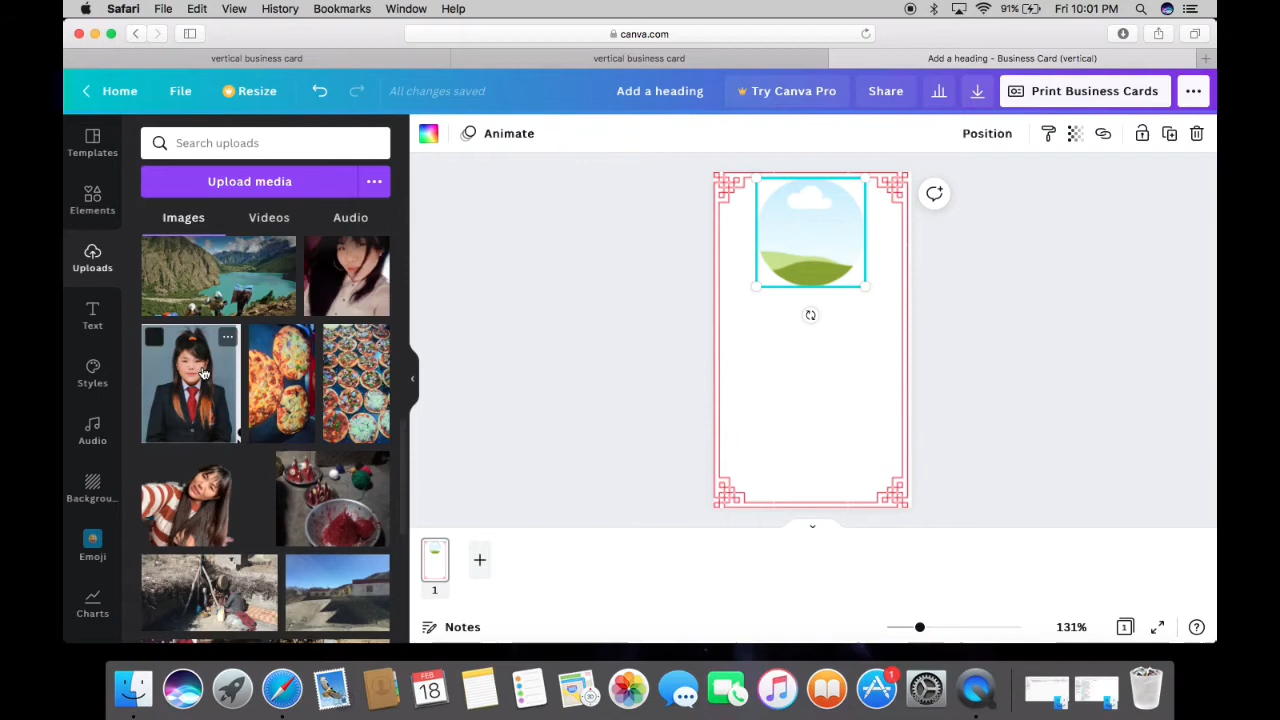 Safari File Edit View History Bookmarks Window Help 91% Fri 10:01 PM
canva.com
vertical business card vertical business card Add a heading - Business Card (vertical)
Home File Resize All changes saved Add a heading Try Canva Pro Share Print Business Cards
Templates
Elements
Uploads
Text
Styles
Audio
Backgrou...
Emoji
Charts
Search uploads
Upload media
Images Videos Audio
Animate Position
1
Notes 131% 1
FEB
18
1